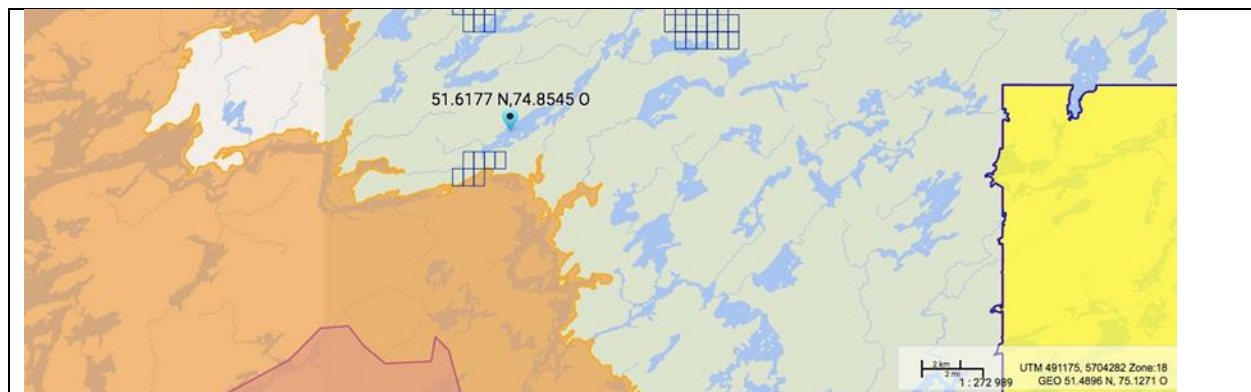 51.6177 N,74.8545 O
2 km
2 mi
1 : 272 989
UTM 491175, 5704282 Zone:18
GEO 51.4896 N, 75.1271 O